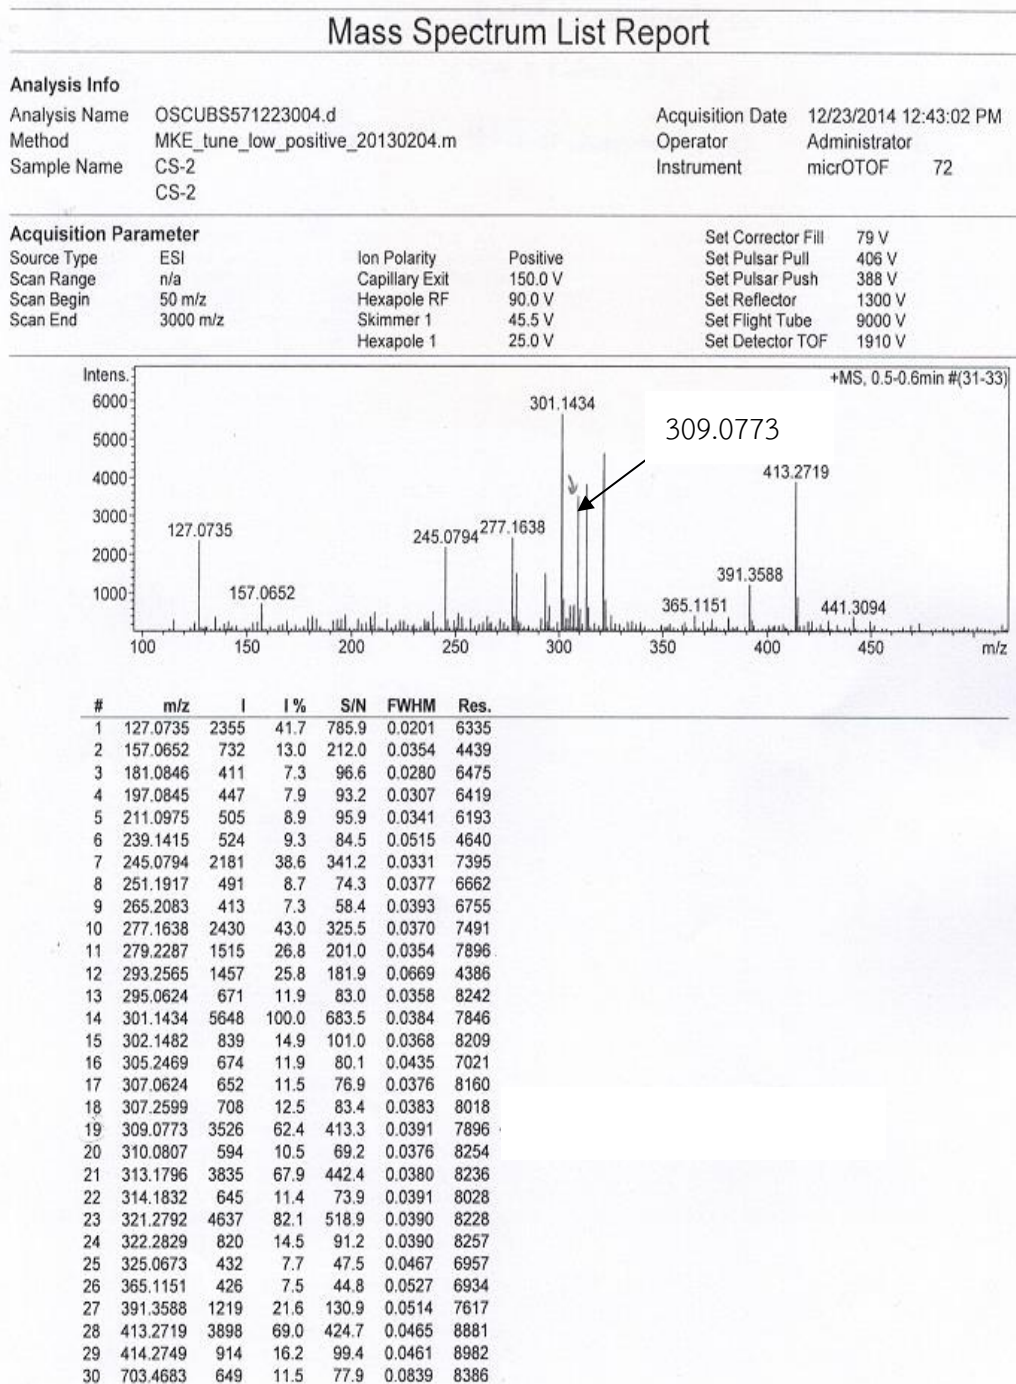 Mass Spectrum List Report
Analysis Info
Analysis Name OSCUBS571223004.d Acquisition Date 12/23/2014 12:43:02 PM
Method MKE_tune_low_positive_20130204.m Operator Administrator
Sample Name CS-2 Instrument micrOTOF 72
CS-2
Acquisition Parameter Set Corrector Fill 79 V
Source Type ESI Ion Polarity Positive Set Pulsar Pull 406 V
Scan Range n/a Capillary Exit 150.0 V Set Pulsar Push 388 V
Scan Begin 50 m/z Hexapole RF 90.0 V Set Reflector 1300 V
Scan End 3000 m/z Skimmer 1 45.5 V Set Flight Tube 9000 V
Hexapole 1 25.0 V Set Detector TOF 1910 V
Intens. +MS, 0.5-0.6min #(31-33)
6000 301.1434
309.0773
5000
4000 413.2719
3000
127.0735 245.0794 277.1638
2000
391.3588
1000 157.0652 365.1151 441.3094
100 150 200 250 300 350 400 450 m/z
# m/z I I % S/N FWHM Res.
1 127.0735 2355 41.7 785.9 0.0201 6335
2 157.0652 732 13.0 212.0 0.0354 4439
3 181.0846 411 7.3 96.6 0.0280 6475
4 197.0845 447 7.9 93.2 0.0307 6419
5 211.0975 505 8.9 95.9 0.0341 6193
6 239.1415 524 9.3 84.5 0.0515 4640
7 245.0794 2181 38.6 341.2 0.0331 7395
8 251.1917 491 8.7 74.3 0.0377 6662
9 265.2083 413 7.3 58.4 0.0393 6755
10 277.1638 2430 43.0 325.5 0.0370 7491
11 279.2287 1515 26.8 201.0 0.0354 7896
12 293.2565 1457 25.8 181.9 0.0669 4386
13 295.0624 671 11.9 83.0 0.0358 8242
14 301.1434 5648 100.0 683.5 0.0384 7846
15 302.1482 839 14.9 101.0 0.0368 8209
16 305.2469 674 11.9 80.1 0.0435 7021
17 307.0624 652 11.5 76.9 0.0376 8160
18 307.2599 708 12.5 83.4 0.0383 8018
19 309.0773 3526 62.4 413.3 0.0391 7896
20 310.0807 594 10.5 69.2 0.0376 8254
21 313.1796 3835 67.9 442.4 0.0380 8236
22 314.1832 645 11.4 73.9 0.0391 8028
23 321.2792 4637 82.1 518.9 0.0390 8228
24 322.2829 820 14.5 91.2 0.0390 8257
25 325.0673 432 7.7 47.5 0.0467 6957
26 365.1151 426 7.5 44.8 0.0527 6934
27 391.3588 1219 21.6 130.9 0.0514 7617
28 413.2719 3898 69.0 424.7 0.0465 8881
29 414.2749 914 16.2 99.4 0.0461 8982
30 703.4683 649 11.5 77.9 0.0839 8386